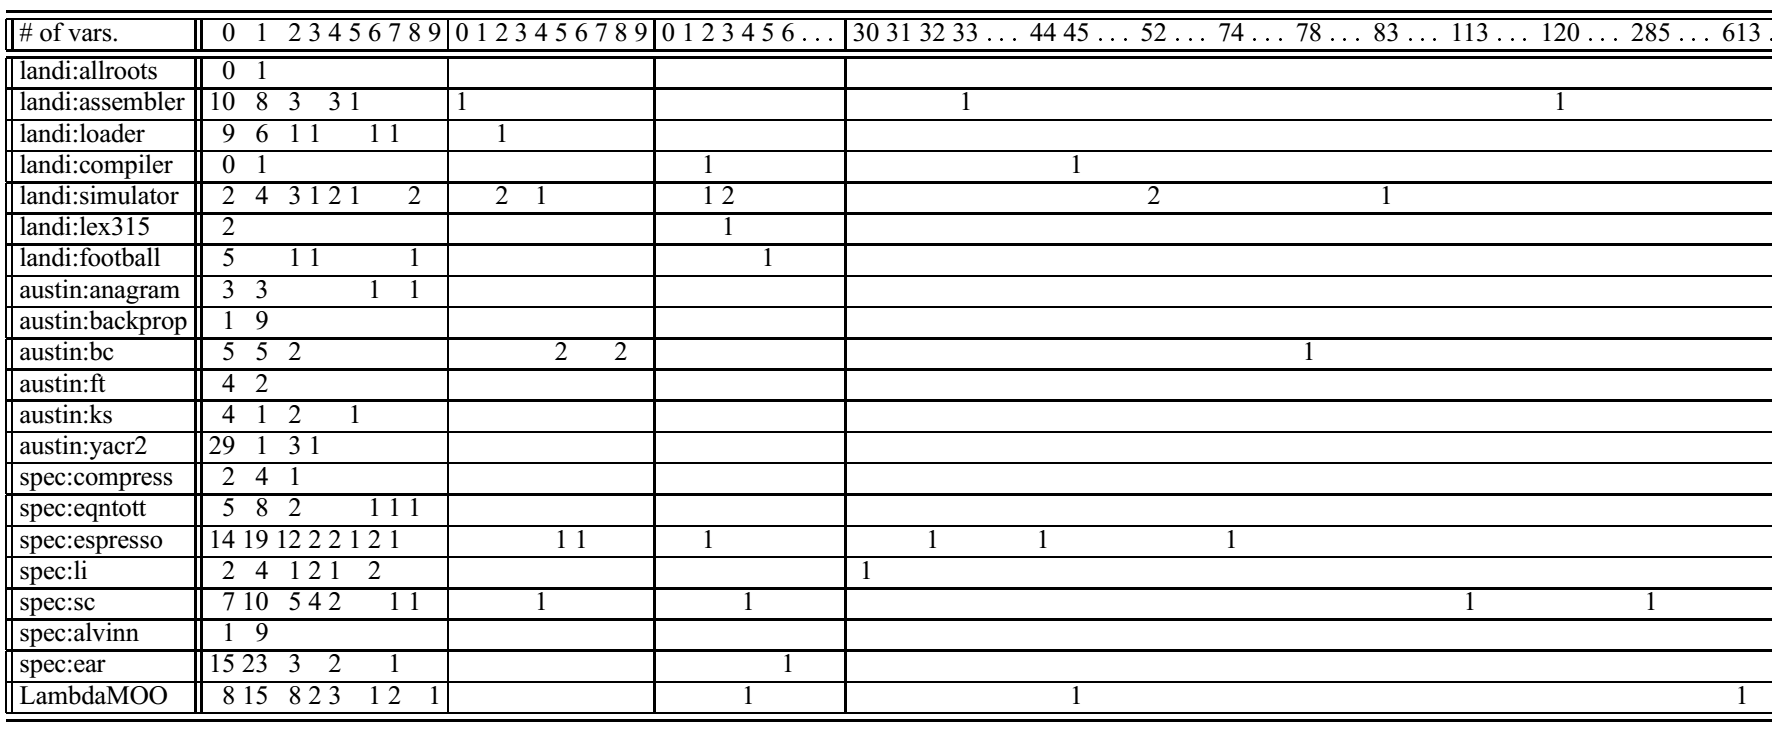 # of vars. 0 1 2 3 4 5 6 7 8 9 0 1 2 3 4 5 6 7 8 9 0 1 2 3 4 5 6 . . . 30 31 32 33 . . . 44 45 . . . 52 . . . 74 . . . 78 . . . 83 . . . 113 . . . 120 . . . 285 . . . 613 .
landi:allroots 0 1
landi:assembler 10 8 3 3 1 1 1 1
landi:loader 9 6 1 1 1 1 1
landi:compiler 0 1 1 1
landi:simulator 2 4 3 1 2 1 2 2 1 1 2 2 1
landi:lex315 2 1
landi:football 5 1 1 1 1
austin:anagram 3 3 1 1
austin:backprop 1 9
austin:bc 5 5 2 2 2 1
austin:ft 4 2
austin:ks 4 1 2 1
austin:yacr2 29 1 3 1
spec:compress 2 4 1
spec:eqntott 5 8 2 1 1 1
spec:espresso 14 19 12 2 2 1 2 1 1 1 1 1 1 1
spec:li 2 4 1 2 1 2 1
spec:sc 7 10 5 4 2 1 1 1 1 1 1
spec:alvinn 1 9
spec:ear 15 23 3 2 1 1
LambdaMOO 8 15 8 2 3 1 2 1 1 1 1